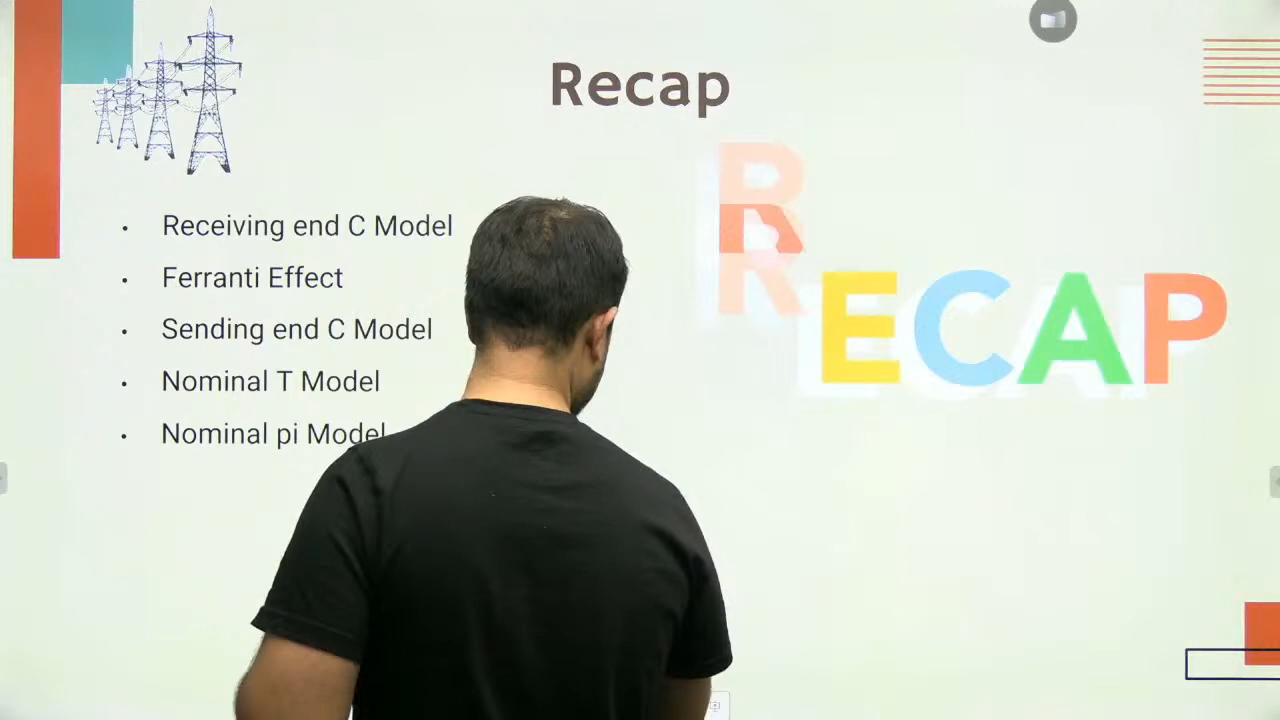 Recap
RECAP
• Receiving end C Model
• Ferranti Effect
• Sending end C Model
• Nominal T Model
• Nominal pi Model